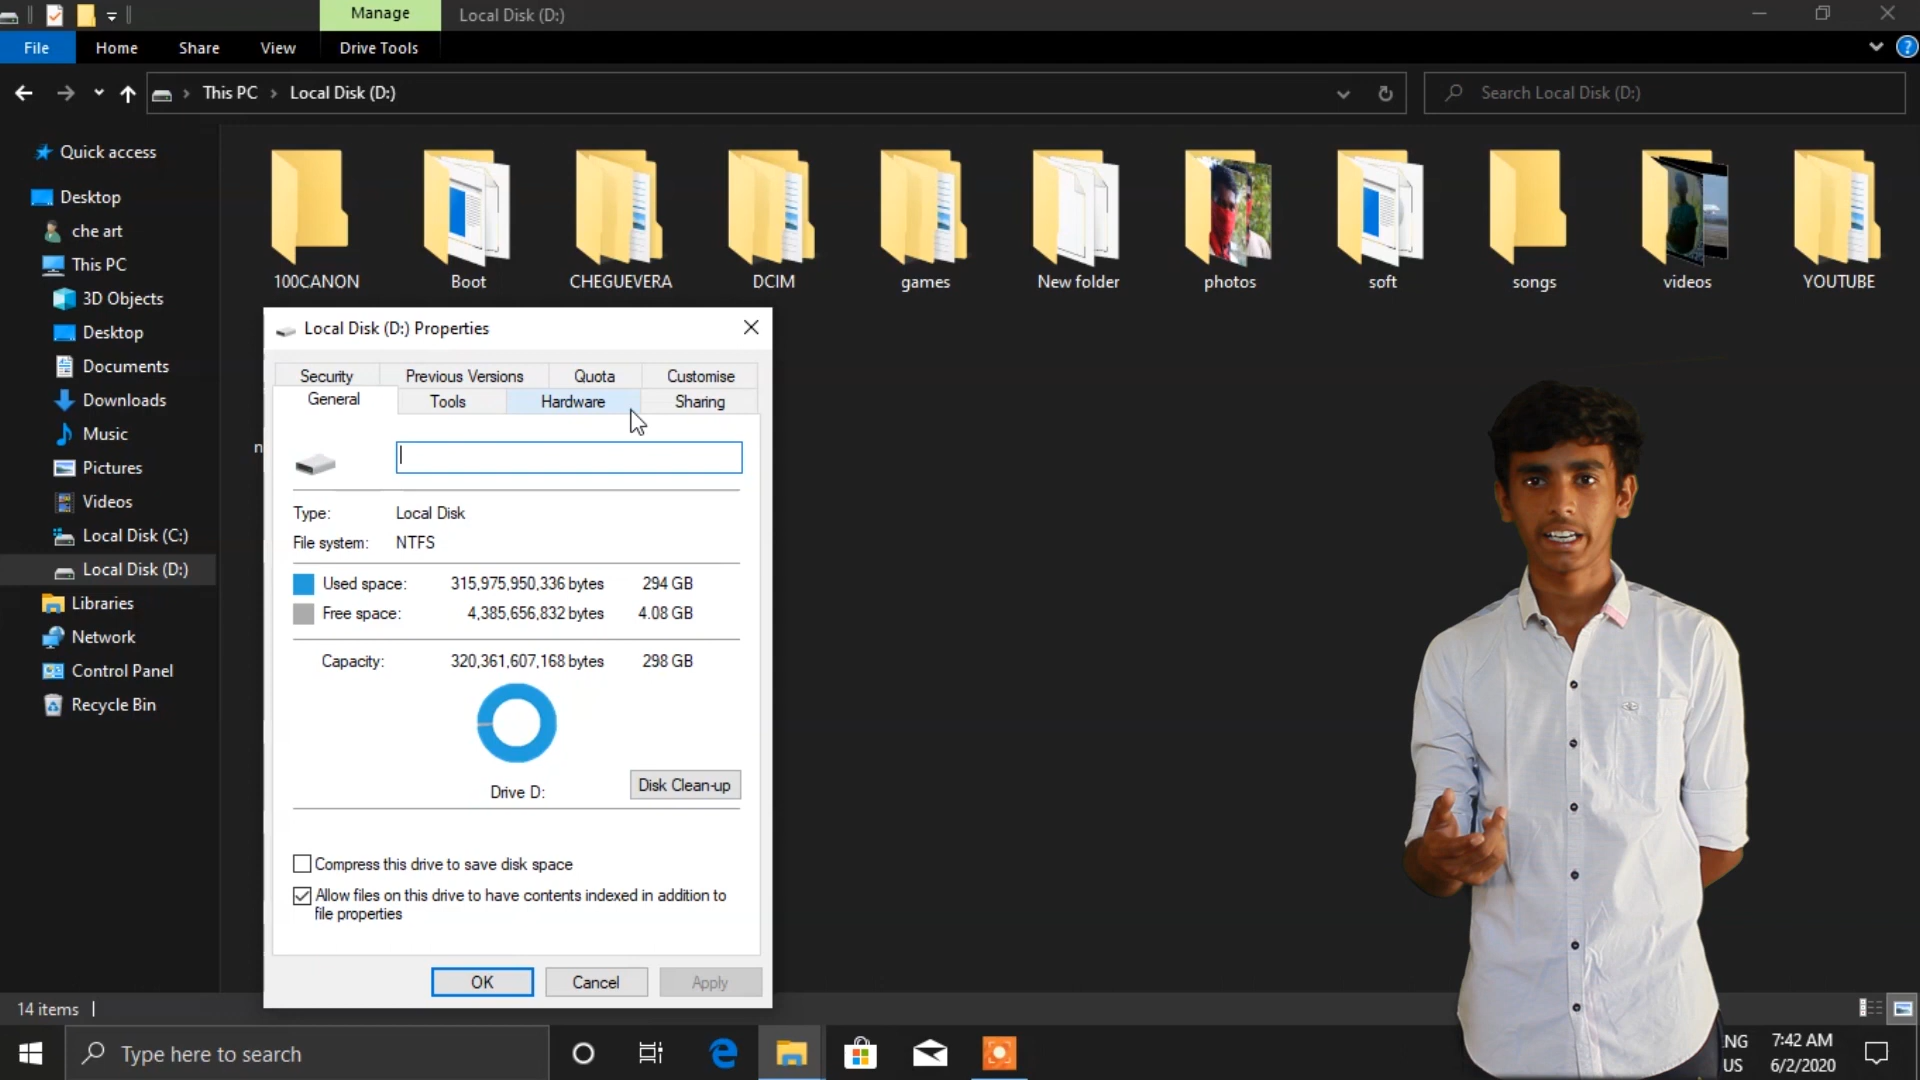 Manage
Local Disk (D:)
File
Home
Share
View
Drive Tools
This PC
Local Disk (D:)
Search Local Disk (D:)
Quick access
Desktop
che art
This PC
3D Objects
Desktop
Documents
Downloads
Music
Pictures
Videos
Local Disk (C:)
Local Disk (D:)
Libraries
Network
Control Panel
Recycle Bin
100CANON
Boot
CHEGUEVERA
DCIM
games
New folder
photos
soft
songs
videos
YOUTUBE
n
Local Disk (D:) Properties
Security
Previous Versions
Quota
Customise
General
Tools
Hardware
Sharing
Type: Local Disk
File system: NTFS
Used space: 315,975,950,336 bytes 294 GB
Free space: 4,385,656,832 bytes 4.08 GB
Capacity: 320,361,607,168 bytes 298 GB
Drive D:
Disk Clean-up
Compress this drive to save disk space
Allow files on this drive to have contents indexed in addition to
file properties
OK
Cancel
Apply
14 items
Type here to search
NG
US
7:42 AM
6/2/2020